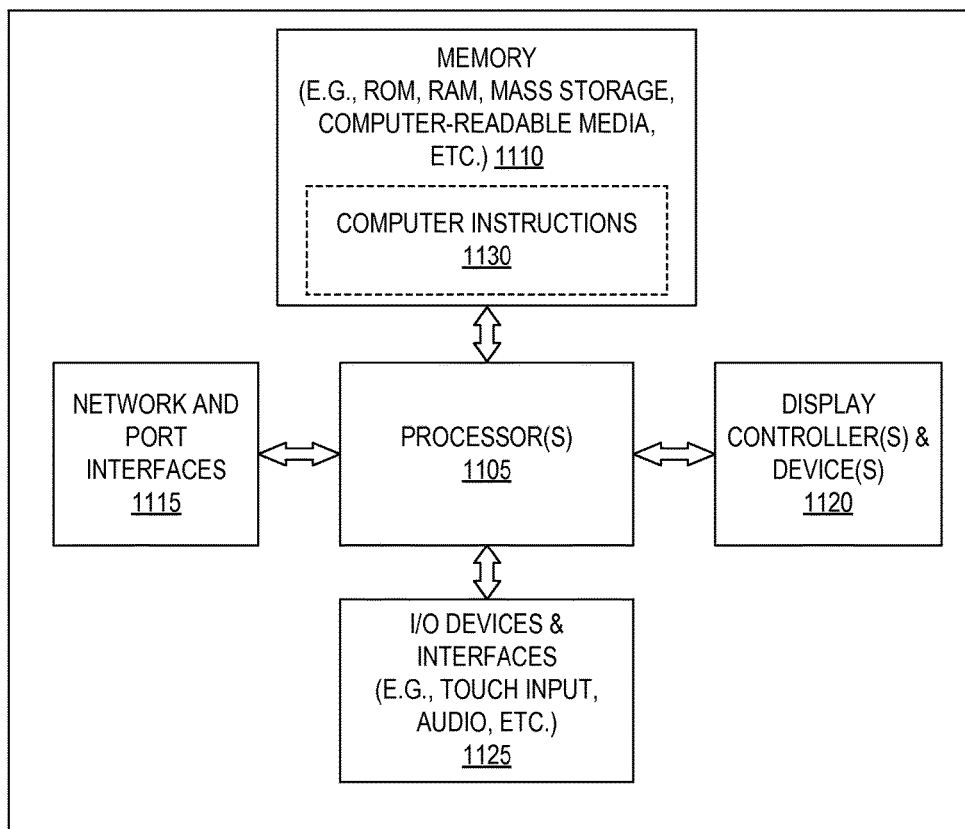 MEMORY
(E.G., ROM, RAM, MASS STORAGE,
COMPUTER-READABLE MEDIA,
ETC.) 1110
COMPUTER INSTRUCTIONS
1130
NETWORK AND
PORT
INTERFACES
1115
PROCESSOR(S)
1105
DISPLAY
CONTROLLER(S) &
DEVICE(S)
1120
I/O DEVICES &
INTERFACES
(E.G., TOUCH INPUT,
AUDIO, ETC.)
1125